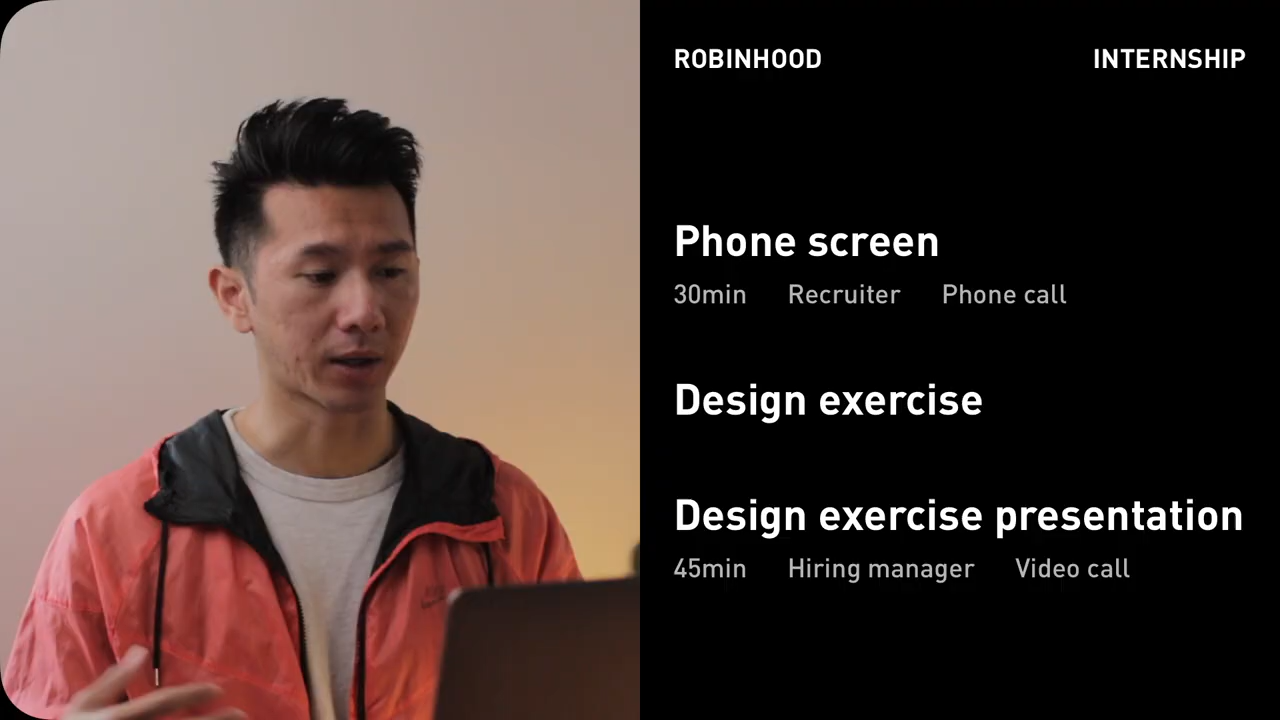 ROBINHOOD INTERNSHIP
Phone screen
30min Recruiter Phone call
Design exercise
Design exercise presentation
45min Hiring manager Video call